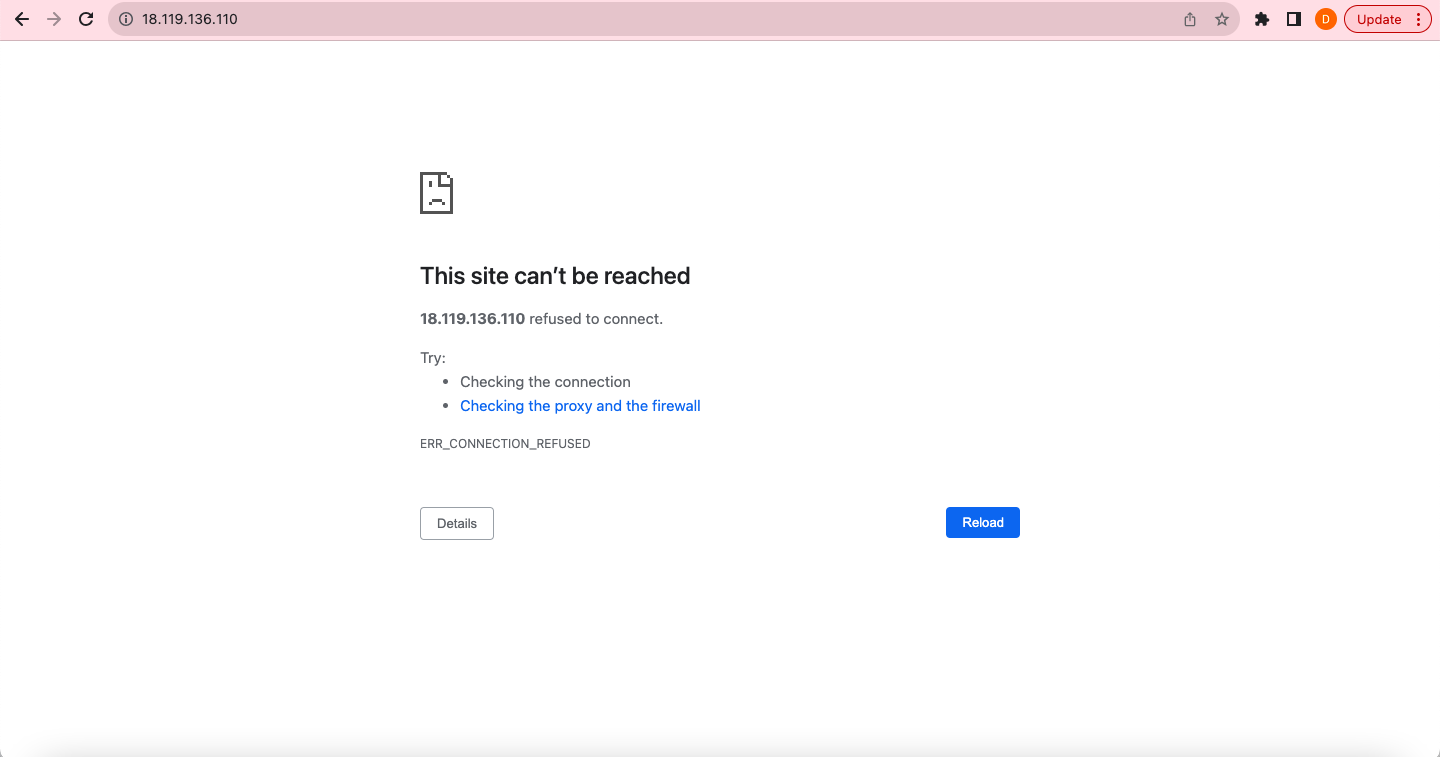 18.119.136.110
D
Update
This site can’t be reached
18.119.136.110 refused to connect.
Try:
• Checking the connection
• Checking the proxy and the firewall
ERR_CONNECTION_REFUSED
Details
Reload